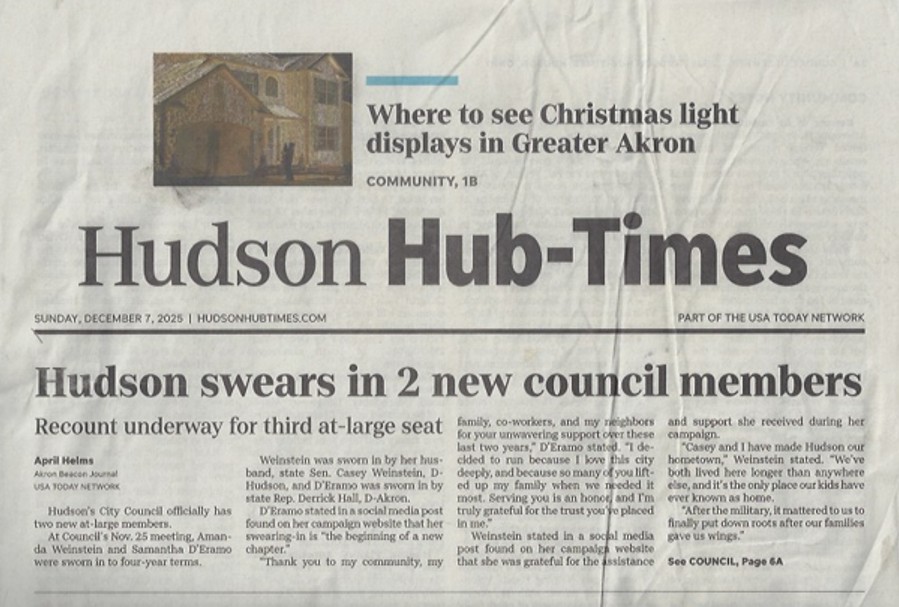 Where to see Christmas light
displays in Greater Akron
COMMUNITY, 1B
Hudson Hub-Times
SUNDAY, DECEMBER 7, 2025 | HUDSONHUBTIMES.COM
PART OF THE USA TODAY NETWORK
Hudson swears in 2 new council members
Recount underway for third at-large seat
April Helms
Akron Beacon Journal
USA TODAY NETWORK
Hudson's City Council officially has
two new at-large members.
At Council's Nov. 25 meeting, Aman-
da Weinstein and Samantha D'Eramo
were sworn in to four-year terms.
Weinstein was sworn in by her hus-
band, state Sen. Casey Weinstein, D-
Hudson, and D'Eramo was sworn in by
state Rep. Derrick Hall, D-Akron.
D'Eramo stated in a social media post
found on her campaign website that her
swearing-in is "the beginning of a new
chapter."
"Thank you to my community, my
family, co-workers, and my neighbors
for your unwavering support over these
last two years," D'Eramo stated. "I de-
cided to run because I love this city
deeply, and because so many of you lift-
ed up my family when we needed it
most. Serving you is an honor, and I'm
truly grateful for the trust you've placed
in me."
Weinstein stated in a social media
post found on her campaign website
that she was grateful for the assistance
and support she received during her
campaign.
"Casey and I have made Hudson our
hometown," Weinstein stated. "We've
both lived here longer than anywhere
else, and it's the only place our kids have
ever known as home.
"After the military, it mattered to us to
finally put down roots after our families
gave us wings."
See COUNCIL, Page 6A